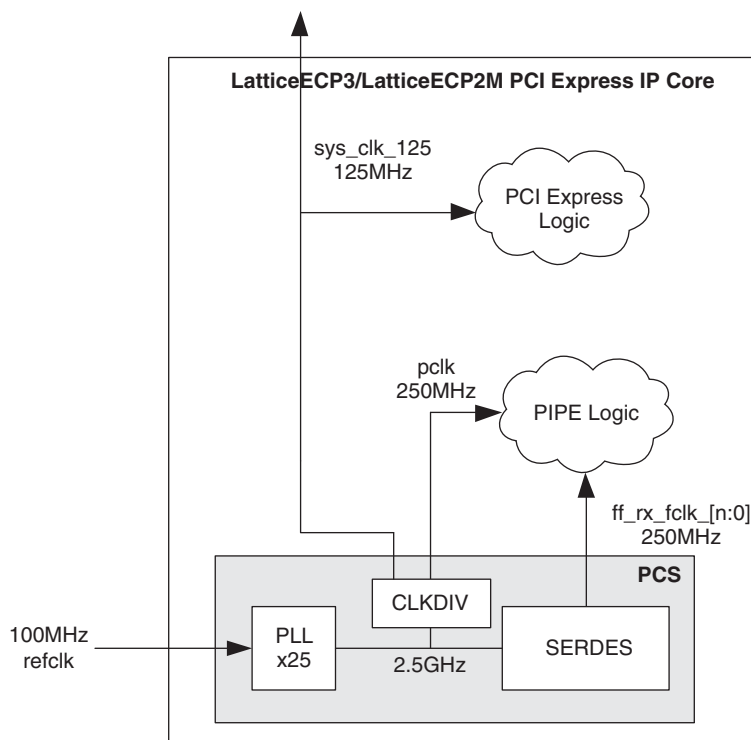 LatticeECP3/LatticeECP2M PCI Express IP Core
sys_clk_125
125MHz
PCI Express
Logic
pclk
250MHz
PIPE Logic
ff_rx_fclk_[n:0]
250MHz
PCS
CLKDIV
100MHz
refclk
PLL
x25
2.5GHz
SERDES